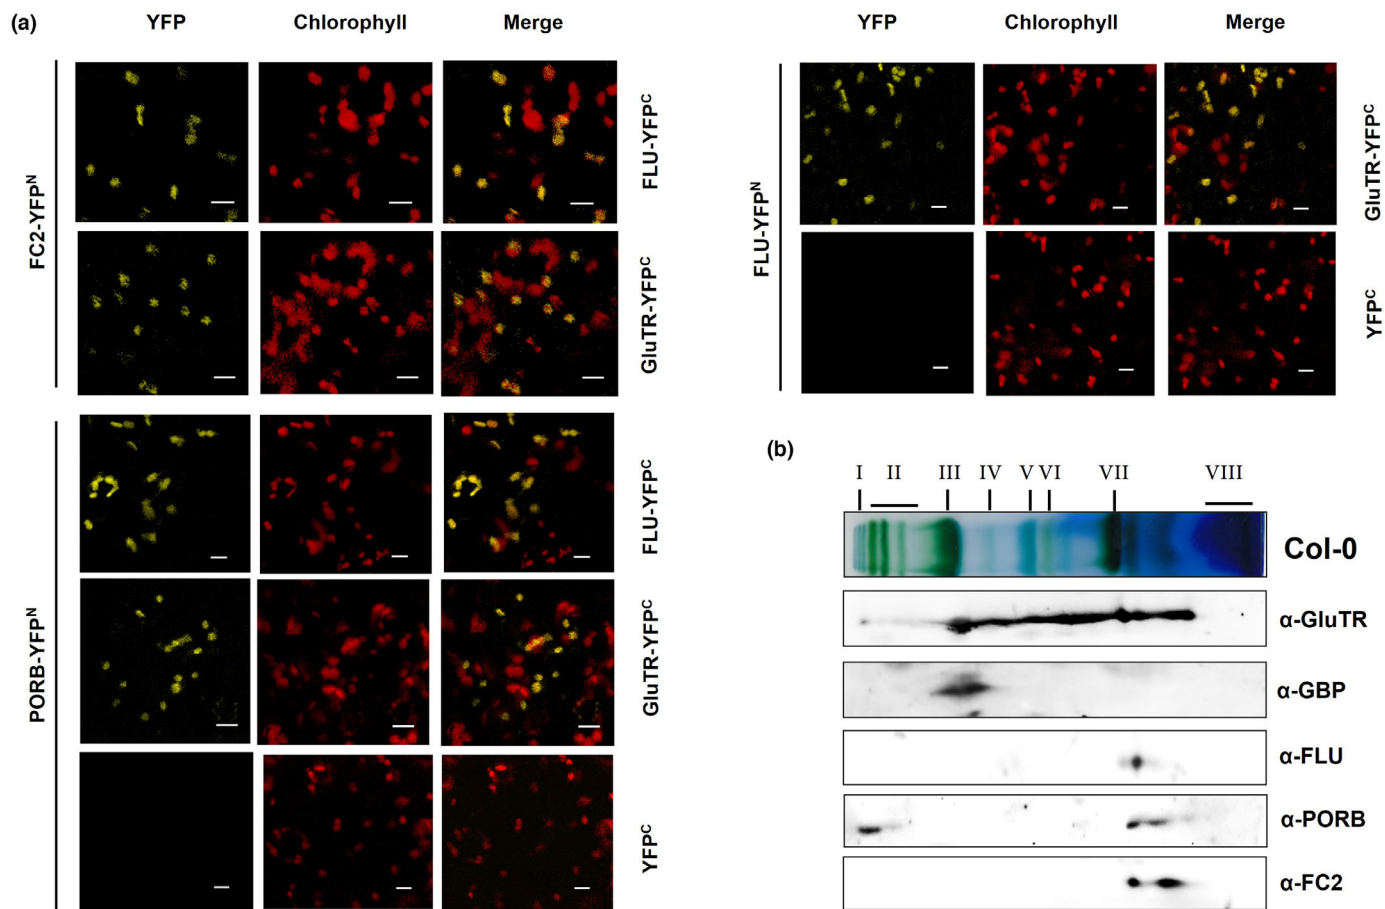 (a)
YFP Chlorophyll Merge
FC2-YFPᴺ
FLU-YFPᶜ
GluTR-YFPᶜ
PORB-YFPᴺ
FLU-YFPᶜ
GluTR-YFPᶜ
YFPᶜ
YFP Chlorophyll Merge
FLU-YFPᴺ
GluTR-YFPᶜ
YFPᶜ
(b)
I II III IV V VI VII VIII
Col-0
α-GluTR
α-GBP
α-FLU
α-PORB
α-FC2